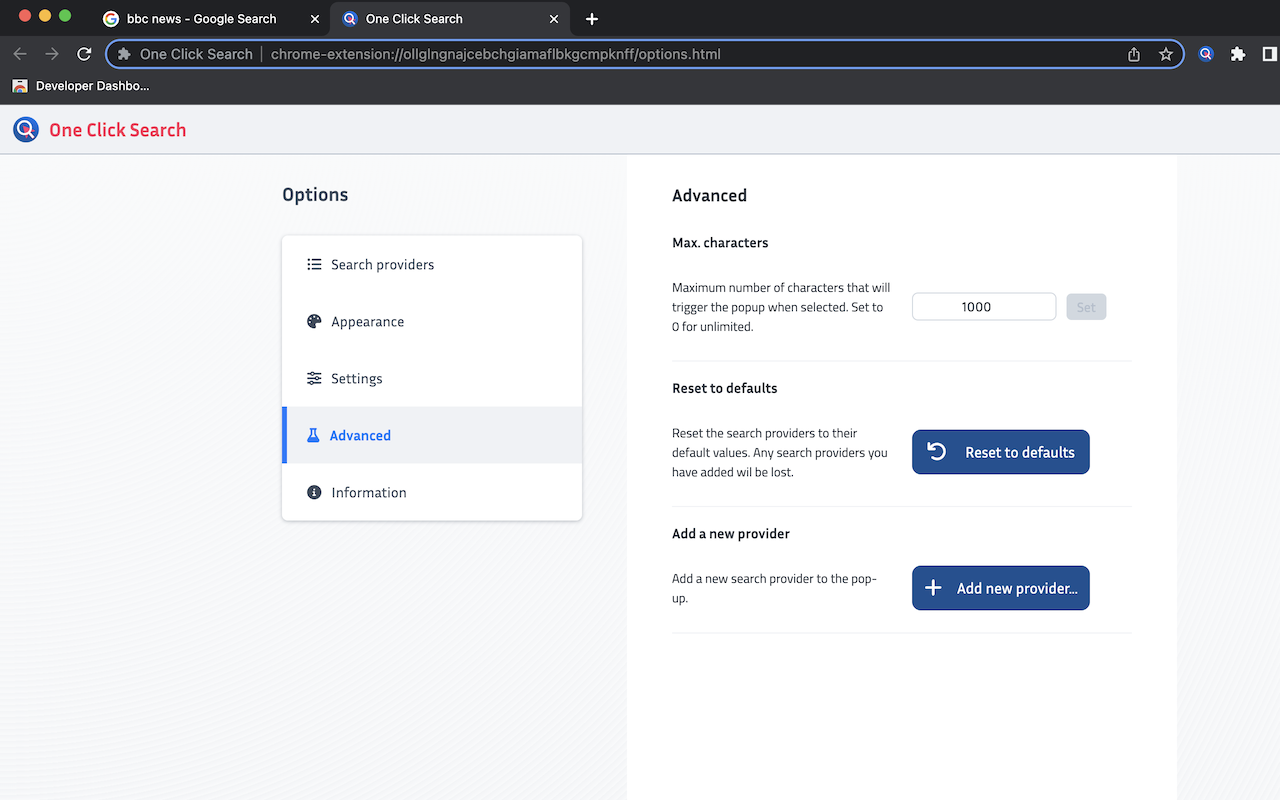 bbc news - Google Search
One Click Search
One Click Search
chrome-extension://ollglngnajcebchgiamaflbkgcmpknff/options.html
Developer Dashbo...
One Click Search
Options
Search providers
Appearance
Settings
Advanced
Information
Advanced
Max. characters
Maximum number of characters that will
trigger the popup when selected. Set to
0 for unlimited.
1000
Set
Reset to defaults
Reset the search providers to their
default values. Any search providers you
have added wil be lost.
Reset to defaults
Add a new provider
Add a new search provider to the pop-
up.
Add new provider...